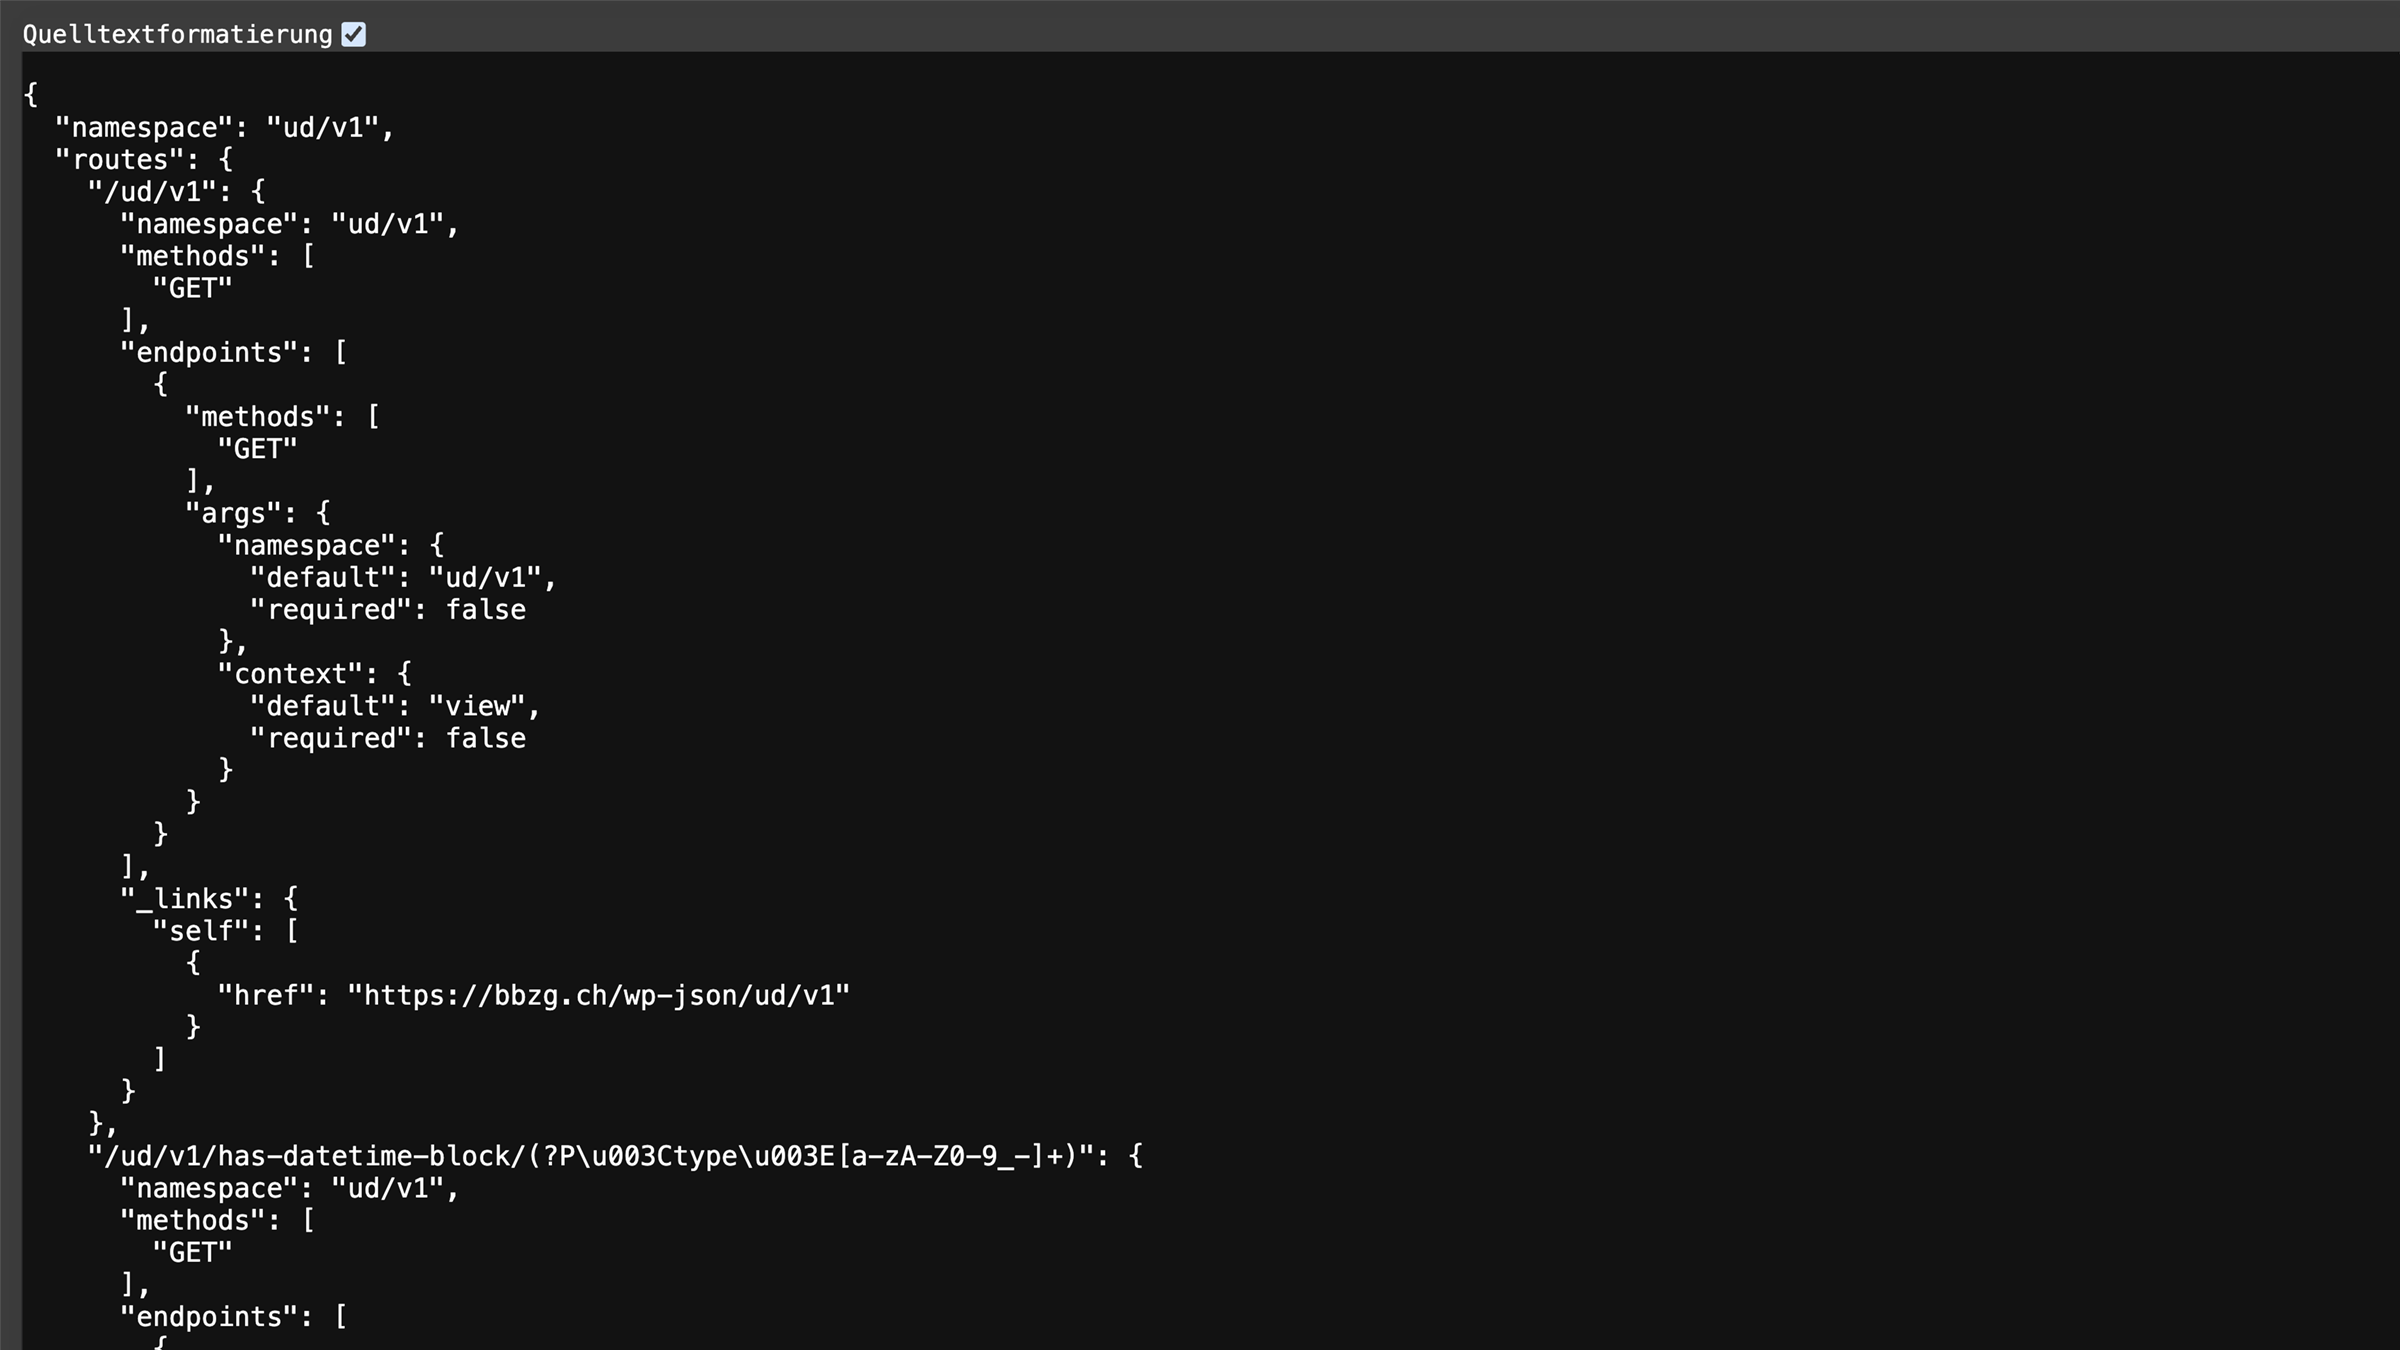 Quelltextformatierung
{
  "namespace": "ud/v1",
  "routes": {
    "/ud/v1": {
      "namespace": "ud/v1",
      "methods": [
        "GET"
      ],
      "endpoints": [
        {
          "methods": [
            "GET"
          ],
          "args": {
            "namespace": {
              "default": "ud/v1",
              "required": false
            },
            "context": {
              "default": "view",
              "required": false
            }
          }
        }
      ],
      "_links": {
        "self": [
          {
            "href": "https://bbzg.ch/wp-json/ud/v1"
          }
        ]
      }
    },
    "/ud/v1/has-datetime-block/(?P\u003Ctype\u003E[a-zA-Z0-9_-]+)": {
      "namespace": "ud/v1",
      "methods": [
        "GET"
      ],
      "endpoints": [
        {